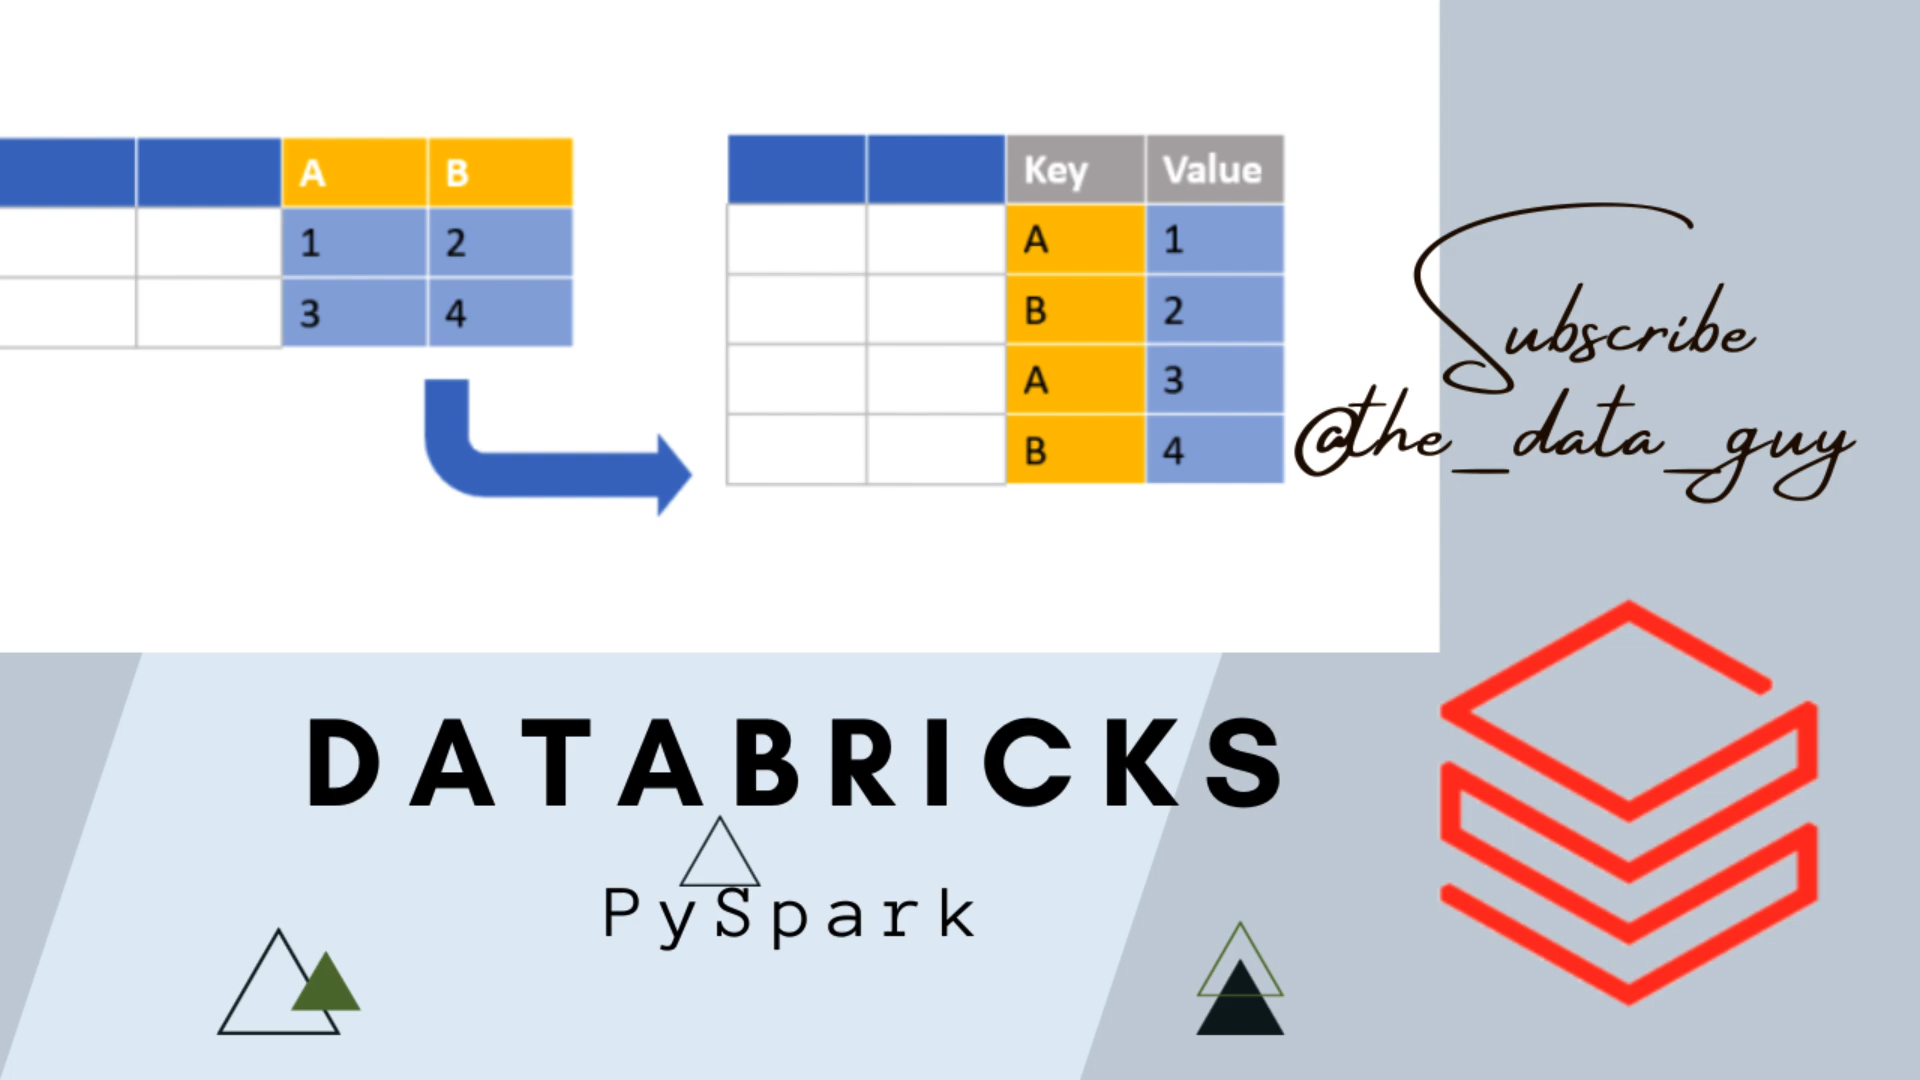 A B
1 2
3 4
Key Value
A 1
B 2
A 3
B 4
Subscribe
@the_data_guy
DATABRICKS
PySpark